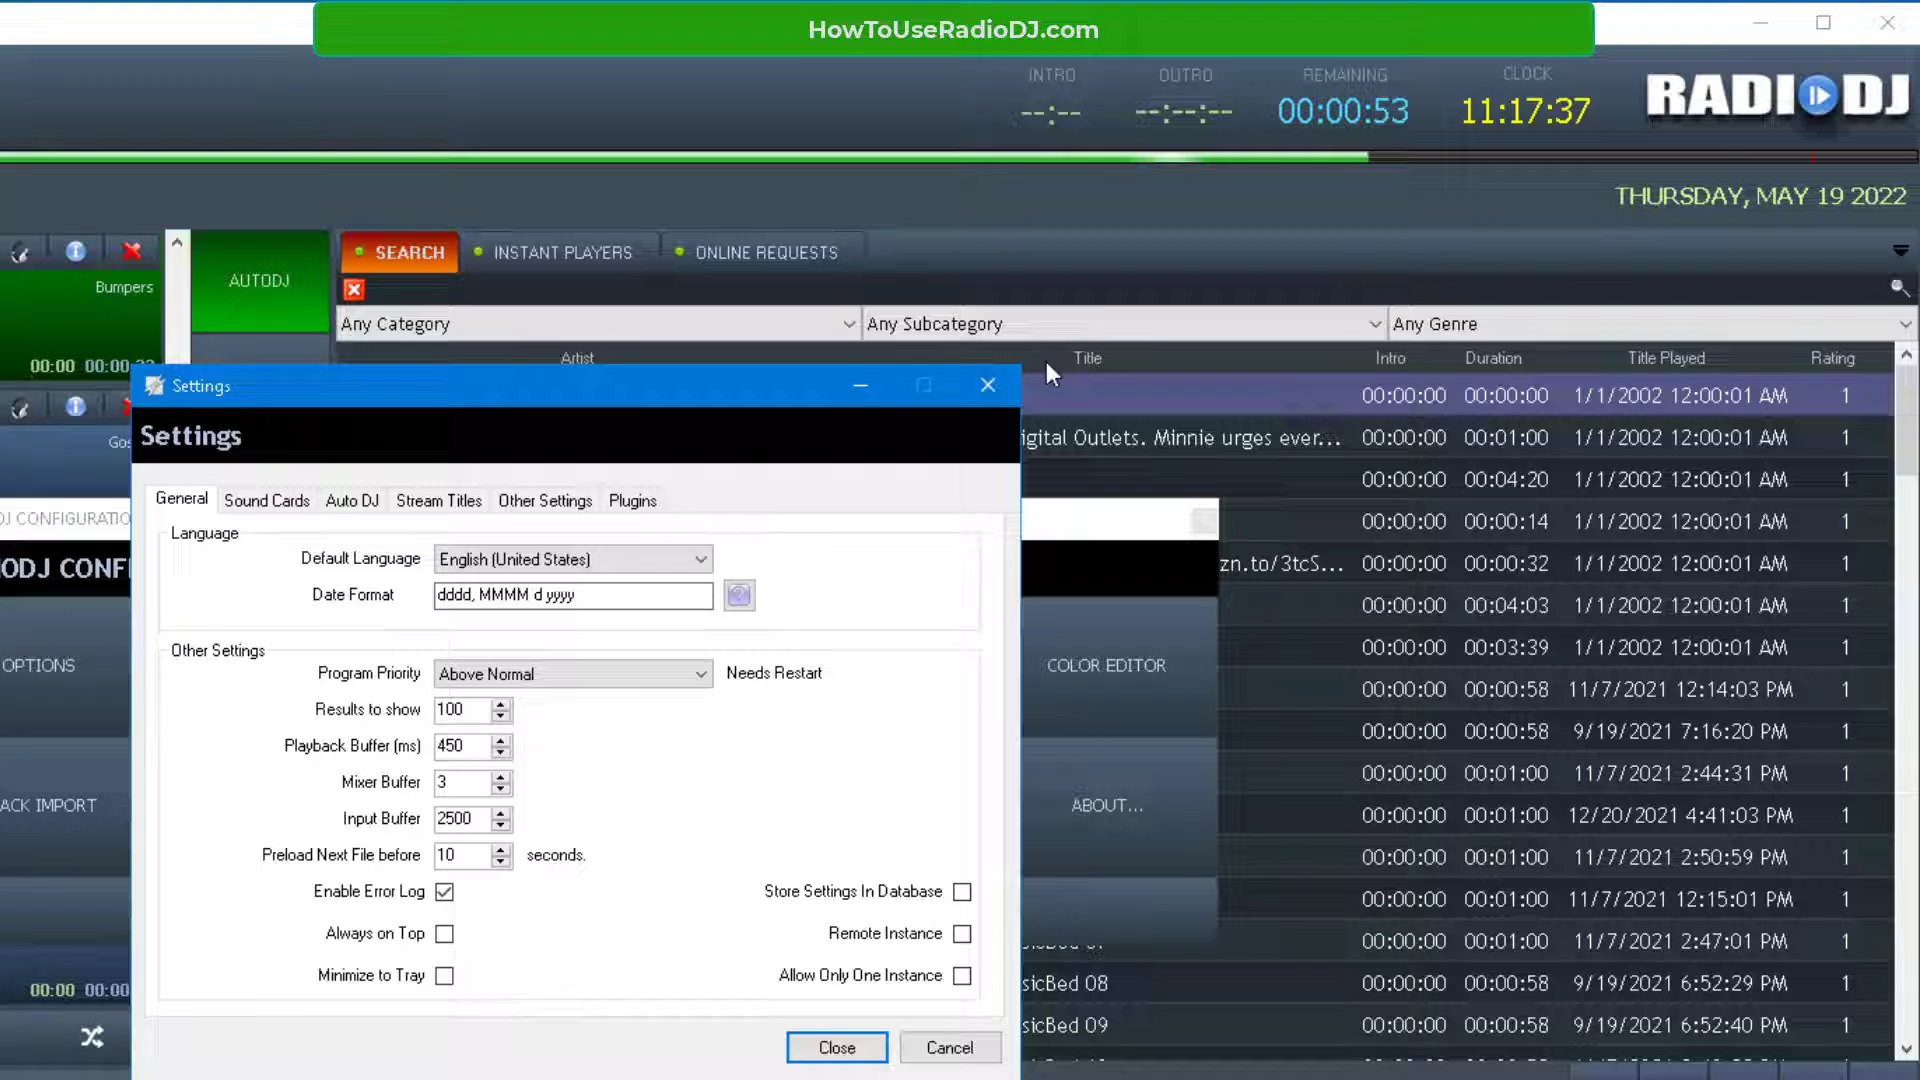 HowToUseRadioDJ.com
INTRO OUTRO REMAINING CLOCK
--:-- --:--:-- 00:00:53 11:17:37 RADIODJ
THURSDAY, MAY 19 2022
SEARCH INSTANT PLAYERS ONLINE REQUESTS
Bumpers
AUTODJ
Any Category Any Subcategory Any Genre
00:00
Artist Title Intro Duration Title Played Rating
Settings
00:00:00 00:00:00 1/1/2002 12:00:01 AM 1
Settings
igital Outlets. Minnie urges ever... 00:00:00 00:01:00 1/1/2002 12:00:01 AM 1
00:00:00 00:04:20 1/1/2002 12:00:01 AM 1
General Sound Cards Auto DJ Stream Titles Other Settings Plugins
DJ CONFIGURATIO
00:00:00 00:00:14 1/1/2002 12:00:01 AM 1
Language
Default Language English (United States)
ODJ CONFI
zn.to/3tcS... 00:00:00 00:00:32 1/1/2002 12:00:01 AM 1
Date Format dddd, MMMM d yyyy
00:00:00 00:04:03 1/1/2002 12:00:01 AM 1
Other Settings
00:00:00 00:03:39 1/1/2002 12:00:01 AM 1
OPTIONS
COLOR EDITOR
Program Priority Above Normal Needs Restart
00:00:00 00:00:58 11/7/2021 12:14:03 PM 1
Results to show 100
00:00:00 00:00:58 9/19/2021 7:16:20 PM 1
Playback Buffer (ms) 450
00:00:00 00:01:00 11/7/2021 2:44:31 PM 1
Mixer Buffer 3
ACK IMPORT
ABOUT...
00:00:00 00:01:00 12/20/2021 4:41:03 PM 1
Input Buffer 2500
Preload Next File before 10 seconds.
00:00:00 00:01:00 11/7/2021 2:50:59 PM 1
Enable Error Log Store Settings In Database
00:00:00 00:01:00 11/7/2021 12:15:01 PM 1
Always on Top Remote Instance
00:00:00 00:01:00 11/7/2021 2:47:01 PM 1
Minimize to Tray Allow Only One Instance
sicBed 08 00:00:00 00:00:58 9/19/2021 6:52:29 PM 1
00:00 00:00
sicBed 09 00:00:00 00:00:58 9/19/2021 6:52:40 PM 1
Close Cancel